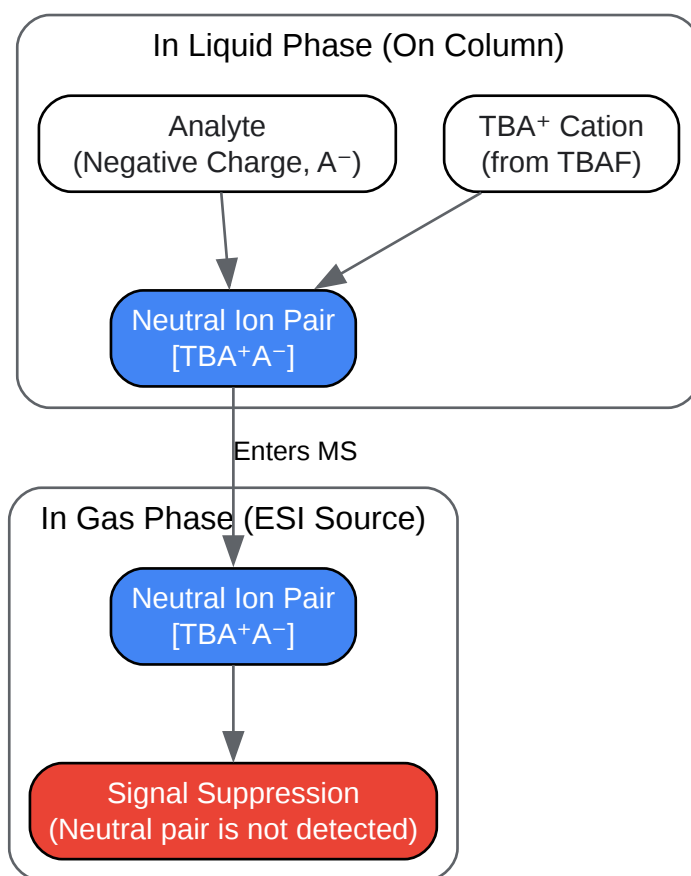 In Liquid Phase (On Column)
Analyte
(Negative Charge, A⁻)
TBA⁺ Cation
(from TBAF)
Neutral Ion Pair
[TBA⁺A⁻]
Enters MS
In Gas Phase (ESI Source)
Neutral Ion Pair
[TBA⁺A⁻]
Signal Suppression
(Neutral pair is not detected)